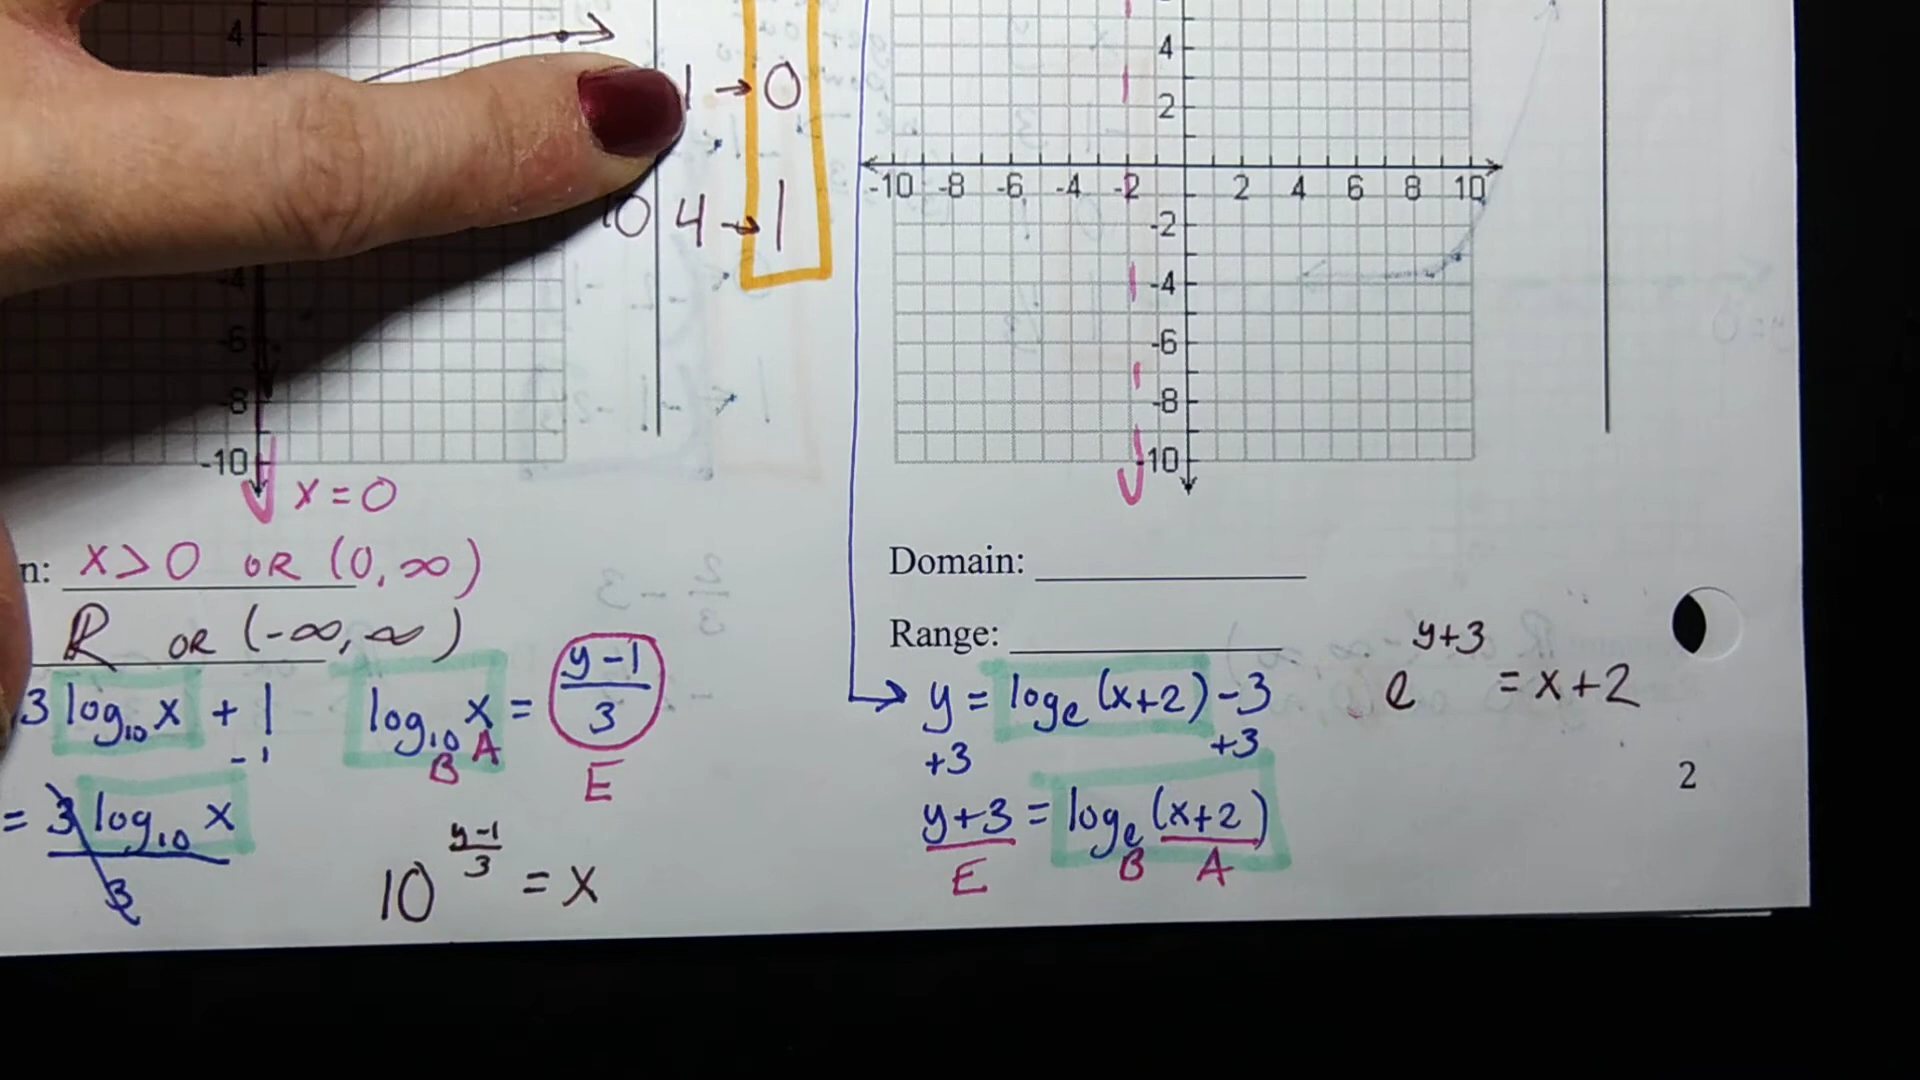 4
1 → 0
10 4 → 1
-4
-6
-8
-10
x = 0
n: x > 0 OR (0, ∞)
ℝ OR (-∞, ∞)
3 log₁₀ x + 1
- 1
= 3 log₁₀ x
3
log₁₀ x = y-1
3
B A
E
10^(y-1)/3 = x
4
2
-10 -8 -6 -4 -2 2 4 6 8 10
-2
-4
-6
-8
-10
Domain:
Range:
y = logₑ (x+2) - 3
+3 +3
y+3 = logₑ (x+2)
E B A
e^y+3 = x+2
2